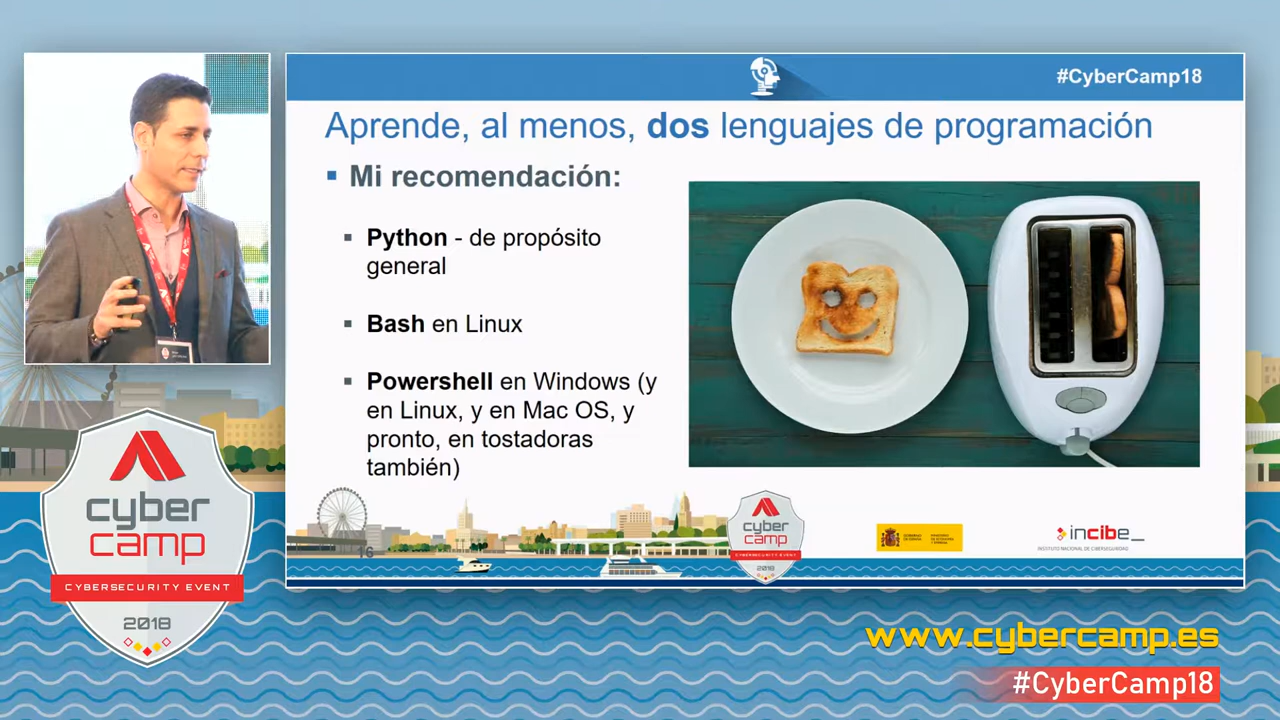 #CyberCamp18
Aprende, al menos, dos lenguajes de programación
Mi recomendación:
Python - de propósito
general
Bash en Linux
Powershell en Windows (y
en Linux, y en Mac OS, y
pronto, en tostadoras
también)
16
cyber
camp
CYBERSECURITY EVENT
2018
incibe_
INSTITUTO NACIONAL DE CIBERSEGURIDAD
cyber
camp
CYBERSECURITY EVENT
2018
www.cybercamp.es
#CyberCamp18